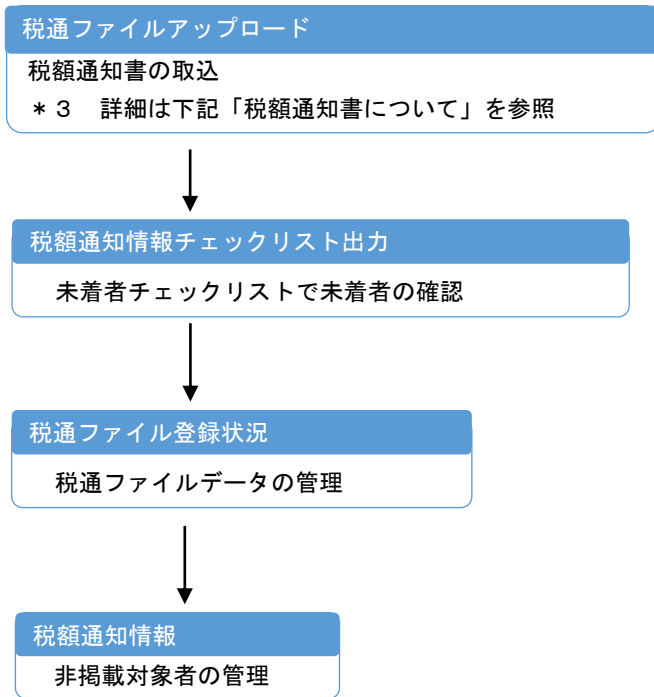 税通ファイルアップロード
税額通知書の取込
＊３　詳細は下記「税額通知書について」を参照
税額通知情報チェックリスト出力
未着者チェックリストで未着者の確認
税通ファイル登録状況
税通ファイルデータの管理
税額通知情報
非掲載対象者の管理